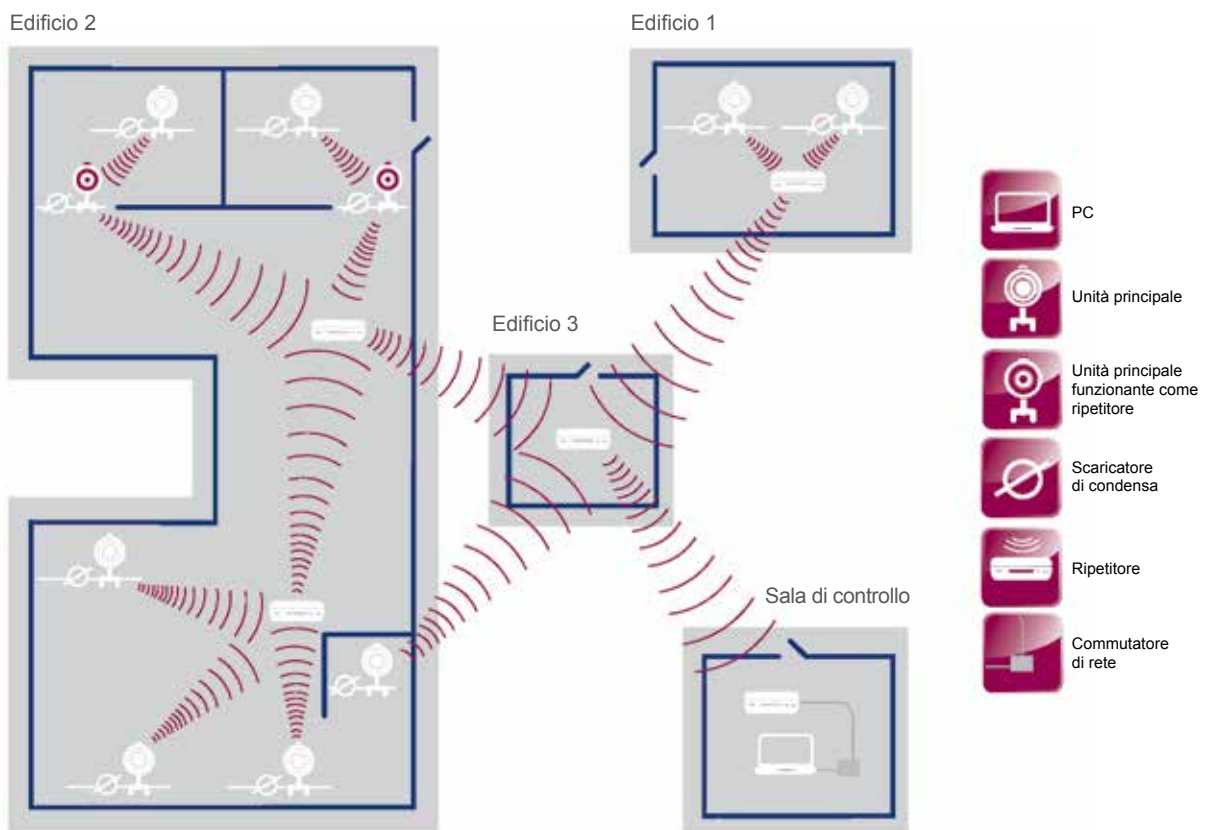 Edificio 2
Edificio 1
Edificio 3
Sala di controllo
PC
Unità principale
Unità principale
funzionante come
ripetitore
Scaricatore
di condensa
Ripetitore
Commutatore
di rete